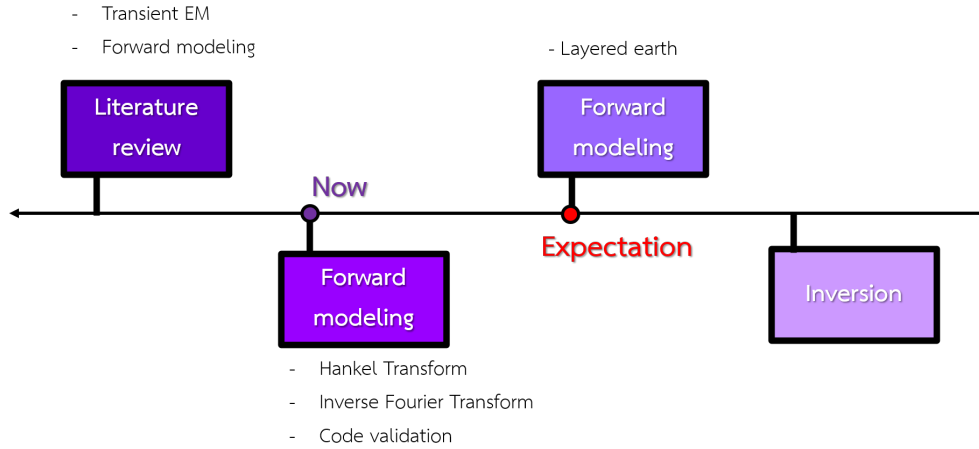 - Transient EM
- Forward modeling
Literature
review
Now
Forward
modeling
- Hankel Transform
- Inverse Fourier Transform
- Code validation
- Layered earth
Forward
modeling
Expectation
Inversion